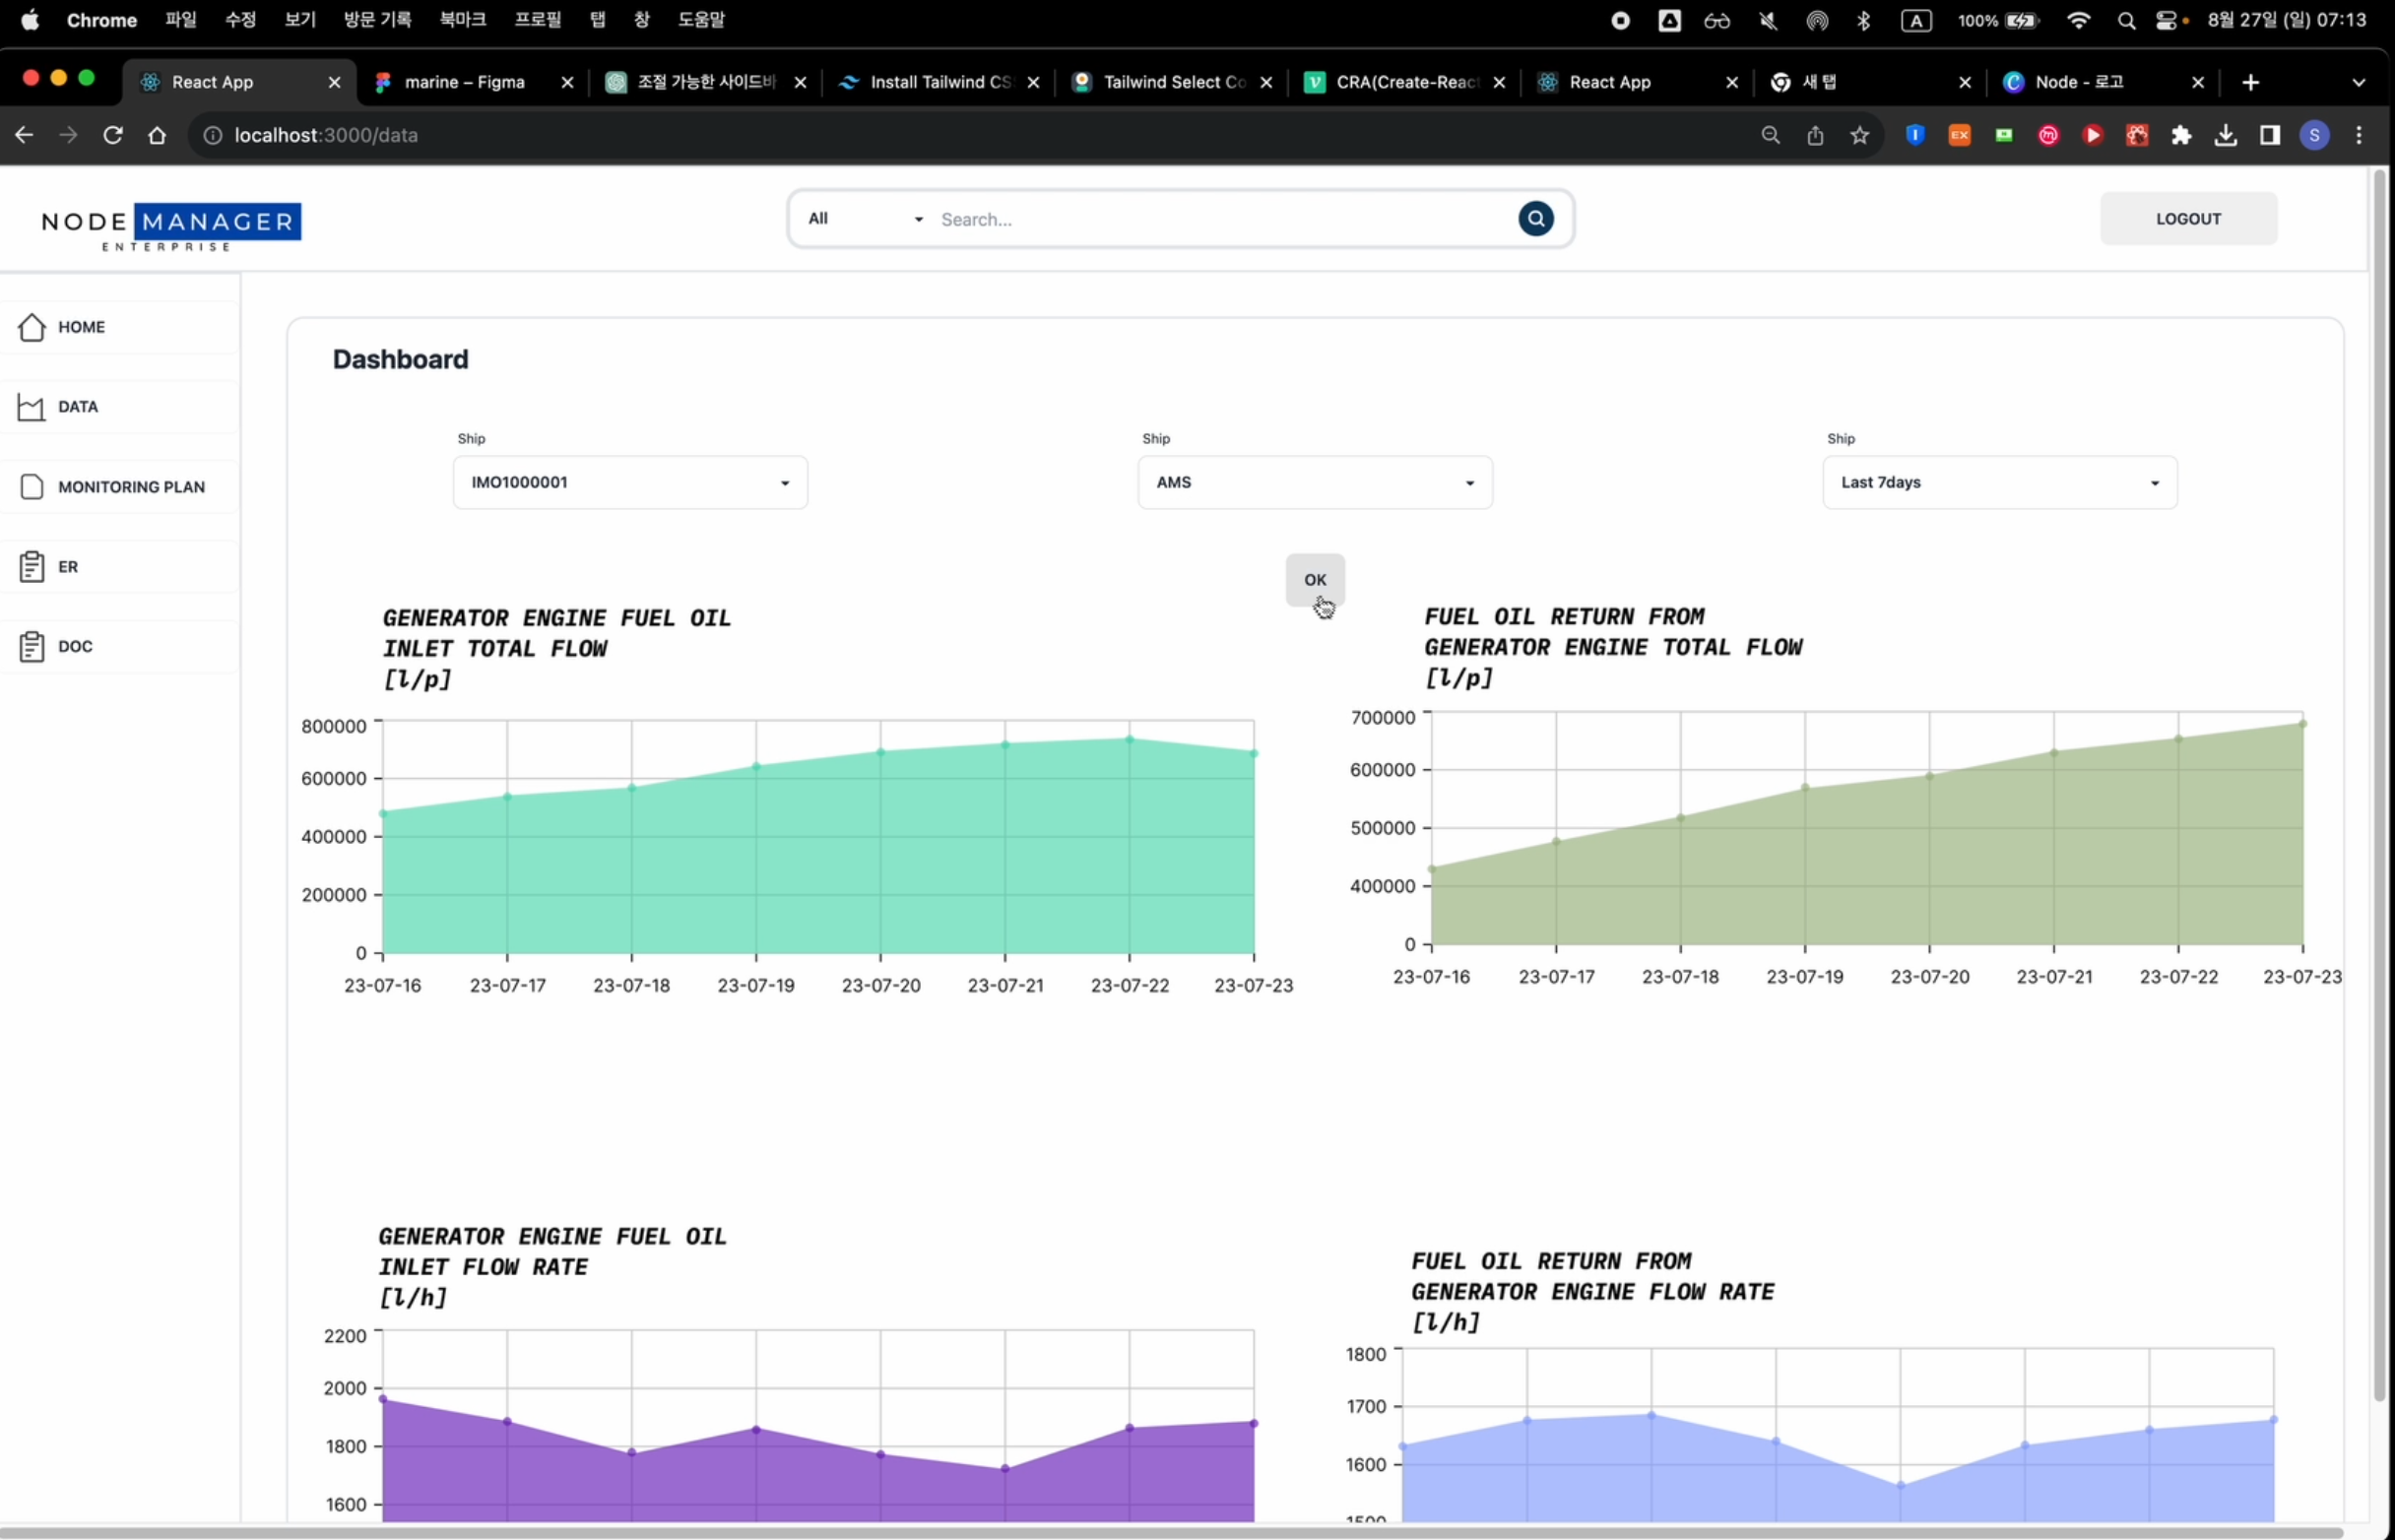 Chrome 파일 수정 보기 방문 기록 북마크 프로필 탭 창 도움말 A 100% 8월 27일 (일) 07:13
React App marine – Figma 조절 가능한 사이드바 Install Tailwind CS Tailwind Select Co CRA(Create-React React App 새 탭 Node - 로고
localhost:3000/data EX S
NODE MANAGER
ENTERPRISE
All Search... LOGOUT
HOME
DATA
MONITORING PLAN
ER
DOC
Dashboard
Ship Ship Ship
IMO1000001 AMS Last 7days
OK
GENERATOR ENGINE FUEL OIL
INLET TOTAL FLOW
[l/p]
800000
600000
400000
200000
0
23-07-16 23-07-17 23-07-18 23-07-19 23-07-20 23-07-21 23-07-22 23-07-23
FUEL OIL RETURN FROM
GENERATOR ENGINE TOTAL FLOW
[l/p]
700000
600000
500000
400000
0
23-07-16 23-07-17 23-07-18 23-07-19 23-07-20 23-07-21 23-07-22 23-07-23
GENERATOR ENGINE FUEL OIL
INLET FLOW RATE
[l/h]
2200
2000
1800
1600
FUEL OIL RETURN FROM
GENERATOR ENGINE FLOW RATE
[l/h]
1800
1700
1600
1500